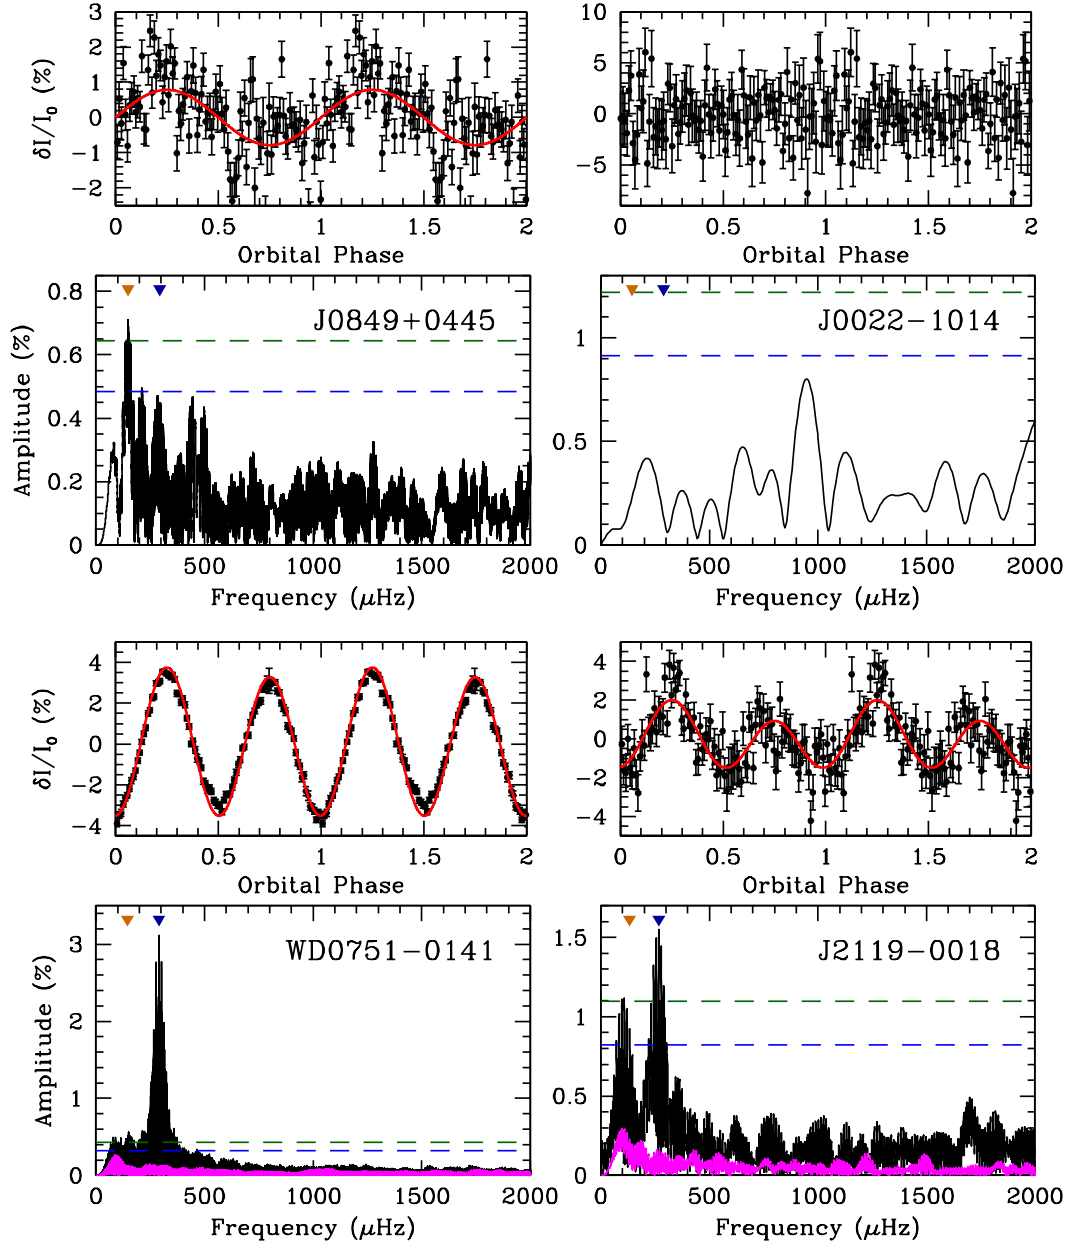 δI/I₀ (%)
3
2
1
0
−1
−2
0 0.5 1 1.5 2
Orbital Phase
10
5
0
−5
0 0.5 1 1.5 2
Orbital Phase
J0849+0445
Amplitude (%)
0.8
0.6
0.4
0.2
0
0 500 1000 1500 2000
Frequency (μHz)
J0022−1014
1
0.5
0
0 500 1000 1500 2000
Frequency (μHz)
δI/I₀ (%)
4
2
0
−2
−4
0 0.5 1 1.5 2
Orbital Phase
4
2
0
−2
−4
0 0.5 1 1.5 2
Orbital Phase
WD0751−0141
Amplitude (%)
3
2
1
0
0 500 1000 1500 2000
Frequency (μHz)
J2119−0018
1.5
1
0.5
0
0 500 1000 1500 2000
Frequency (μHz)